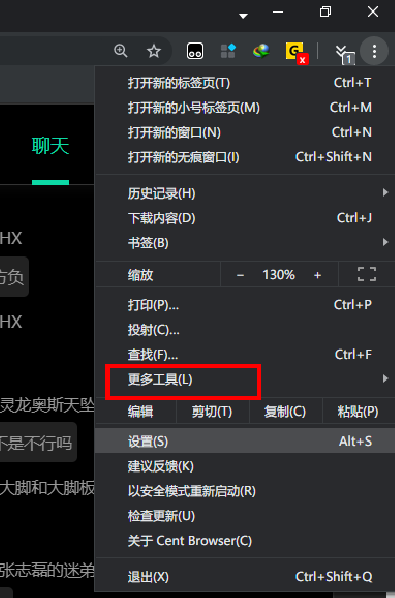 1
打开新的标签页(T) Ctrl+T
打开新的小号标签页(M) Ctrl+M
打开新的窗口(N) Ctrl+N
打开新的无痕窗口(I) Ctrl+Shift+N
聊天
历史记录(H)
下载内容(D) Ctrl+J
书签(B)
HX
缩放 − 130% +
方负
打印(P)... Ctrl+P
HX
投射(C)...
查找(F)... Ctrl+F
更多工具(L)
灵龙奥斯天坠
编辑 剪切(T) 复制(C) 粘贴(P)
不是不行吗
设置(S) Alt+S
建议反馈(K)
大脚和大脚板
以安全模式重新启动(R)
检查更新(U)
关于 Cent Browser(C)
张志磊的迷弟
退出(X) Ctrl+Shift+Q